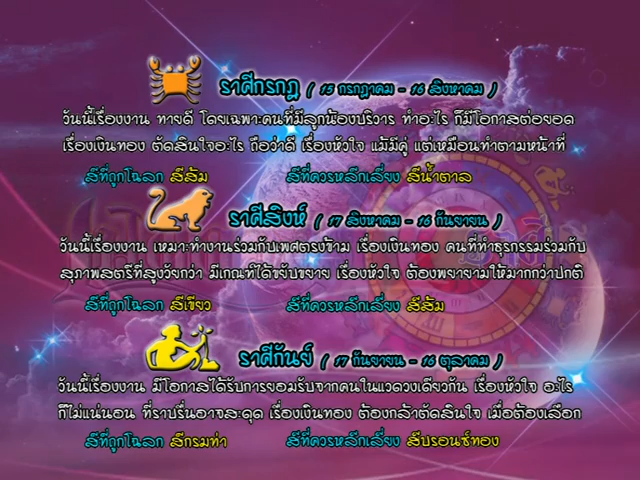 ราศีกรกฎ ( 15 กรกฎาคม - 16 สิงหาคม )
วันนี้เรื่องงาน ทายดี โดยเฉพาะคนที่มีลูกน้องบริวาร ทำอะไร ก็มีโอกาสต่อยอด
เรื่องเงินทอง ตัดสินใจอะไร ถือว่าดี เรื่องหัวใจ แม้มีคู่ แต่เหมือนทำตามหน้าที่
สีที่ถูกโฉลก สีส้ม สีที่ควรหลีกเลี่ยง สีน้ำตาล
ราศีสิงห์ ( 17 สิงหาคม - 16 กันยายน )
วันนี้เรื่องงาน เหมาะทำงานร่วมกับเพศตรงข้าม เรื่องเงินทอง คนที่ทำธุรกรรมร่วมกับ
สุภาพสตรีที่สูงวัยกว่า มีเกณฑ์ได้ขยับขยาย เรื่องหัวใจ ต้องพยายามให้มากกว่าปกติ
สีที่ถูกโฉลก สีเขียว สีที่ควรหลีกเลี่ยง สีส้ม
ราศีกันย์ ( 17 กันยายน - 16 ตุลาคม )
วันนี้เรื่องงาน มีโอกาสได้รับการยอมรับจากคนในแวดวงเดียวกัน เรื่องหัวใจ อะไร
ก็ไม่แน่นอน ที่ราบรื่นอาจสะดุด เรื่องเงินทอง ต้องกล้าตัดสินใจ เมื่อต้องเลือก
สีที่ถูกโฉลก สีกรมท่า สีที่ควรหลีกเลี่ยง สีบรอนซ์ทอง